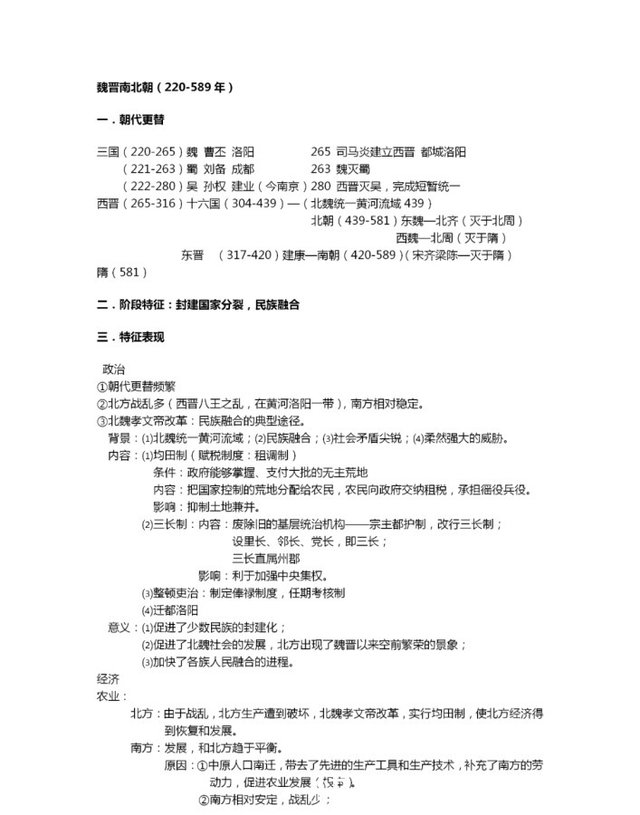 魏晋南北朝（220-589年）
一．朝代更替
三国（220-265）魏 曹丕 洛阳 265 司马炎建立西晋 都城洛阳
（221-263）蜀 刘备 成都 263 魏灭蜀
（222-280）吴 孙权 建业（今南京）280 西晋灭吴，完成短暂统一
西晋（265-316）十六国（304-439）—（北魏统一黄河流域 439）
北朝（439-581）东魏—北齐（灭于北周）
西魏—北周（灭于隋）
东晋 （317-420）建康—南朝（420-589）（宋齐梁陈—灭于隋）
隋（581）
二．阶段特征：封建国家分裂，民族融合
三．特征表现
政治
①朝代更替频繁
②北方战乱多（西晋八王之乱，在黄河洛阳一带），南方相对稳定。
③北魏孝文帝改革：民族融合的典型途径。
背景：⑴北魏统一黄河流域；⑵民族融合；⑶社会矛盾尖锐；⑷柔然强大的威胁。
内容：⑴均田制（赋税制度：租调制）
条件：政府能够掌握、支付大批的无主荒地
内容：把国家控制的荒地分配给农民，农民向政府交纳租税，承担徭役兵役。
影响：抑制土地兼并。
⑵三长制：内容：废除旧的基层统治机构——宗主都护制，改行三长制；
设里长、邻长、党长，即三长；
三长直属州郡
影响：利于加强中央集权。
⑶整顿吏治：制定俸禄制度，任期考核制
⑷迁都洛阳
意义：⑴促进了少数民族的封建化；
⑵促进了北魏社会的发展，北方出现了魏晋以来空前繁荣的景象；
⑶加快了各族人民融合的进程。
经济
农业：
北方：由于战乱，北方生产遭到破坏，北魏孝文帝改革，实行均田制，使北方经济得
到恢复和发展。
南方：发展，和北方趋于平衡。
原因：①中原人口南迁，带去了先进的生产工具和生产技术，补充了南方的劳
动力，促进农业发展
②南方相对安定，战乱少；